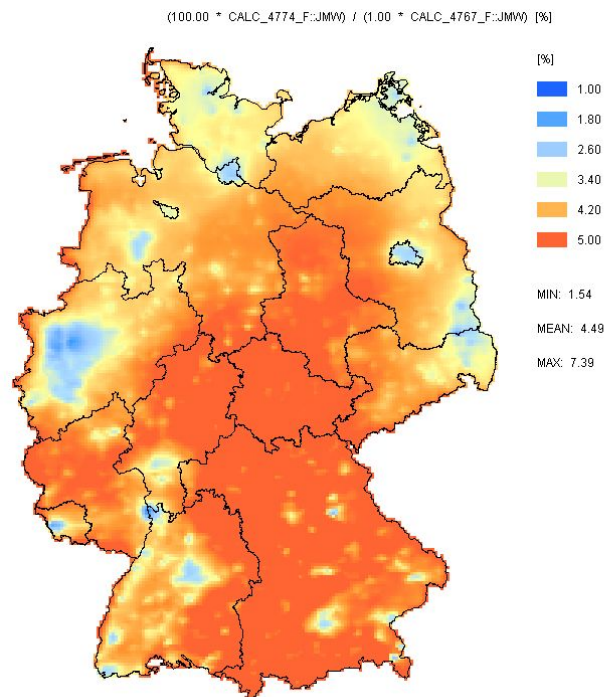 (100.00 * CALC_4774_F::JMW) / (1.00 * CALC_4767_F::JMW) [%]
[%]
1.00
1.80
2.60
3.40
4.20
5.00
MIN: 1.54
MEAN: 4.49
MAX: 7.39